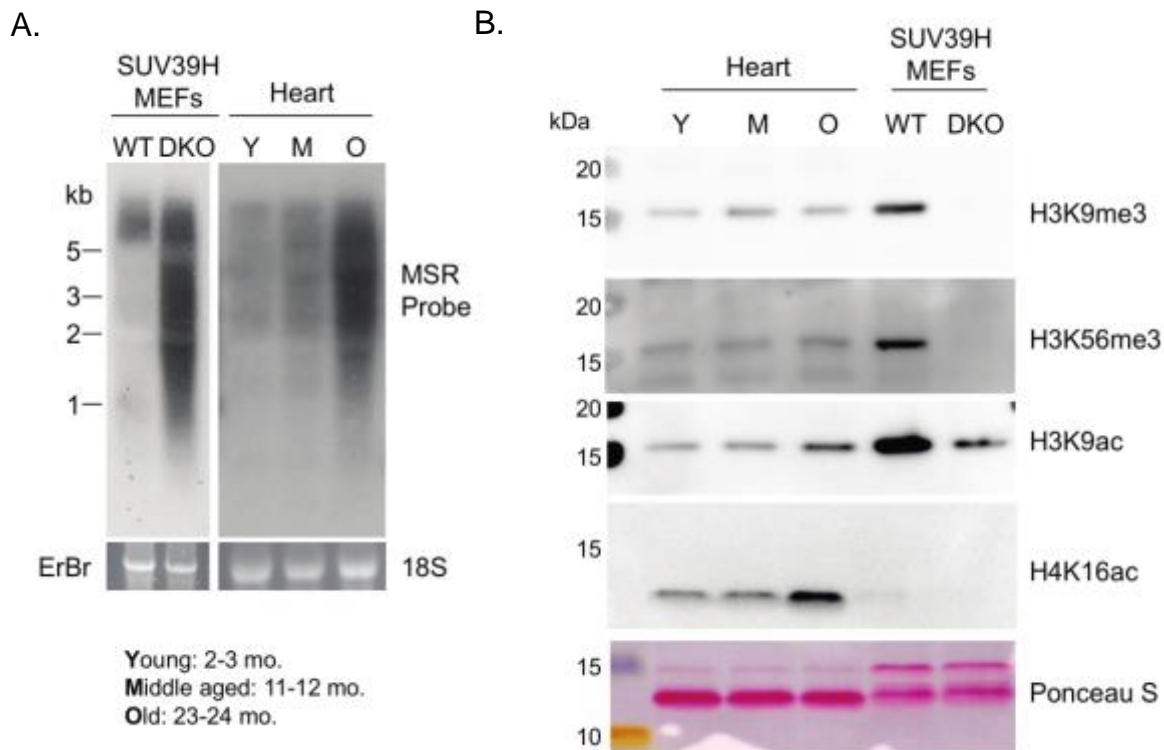 A.
SUV39H
MEFs
Heart
WT DKO Y M O
kb
5
3
2
1
MSR
Probe
ErBr
18S
Young: 2-3 mo.
Middle aged: 11-12 mo.
Old: 23-24 mo.
B.
Heart
SUV39H
MEFs
kDa
Y M O WT DKO
20
15
H3K9me3
20
15
H3K56me3
20
15
H3K9ac
15
H4K16ac
15
10
Ponceau S